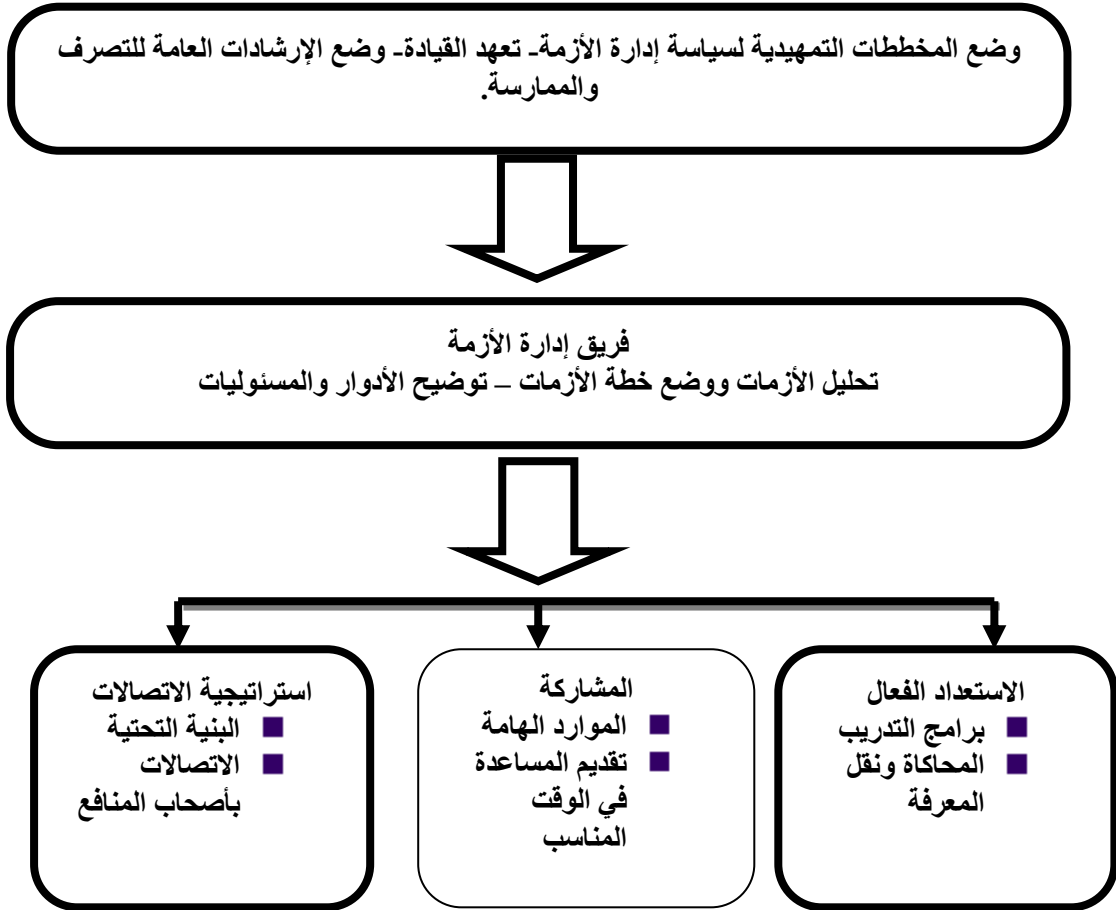 وضع المخططات التمهيدية لسياسة إدارة الأزمة- تعهد القيادة- وضع الإرشادات العامة للتصرف
والممارسة.
فريق إدارة الأزمة
تحليل الأزمات ووضع خطة الأزمات – توضيح الأدوار والمسئوليات
الاستعداد الفعال
■ برامج التدريب
■ المحاكاة ونقل
المعرفة
المشاركة
■ الموارد الهامة
■ تقديم المساعدة
في الوقت
المناسب
استراتيجية الاتصالات
■ البنية التحتية
■ الاتصالات
بأصحاب المنافع